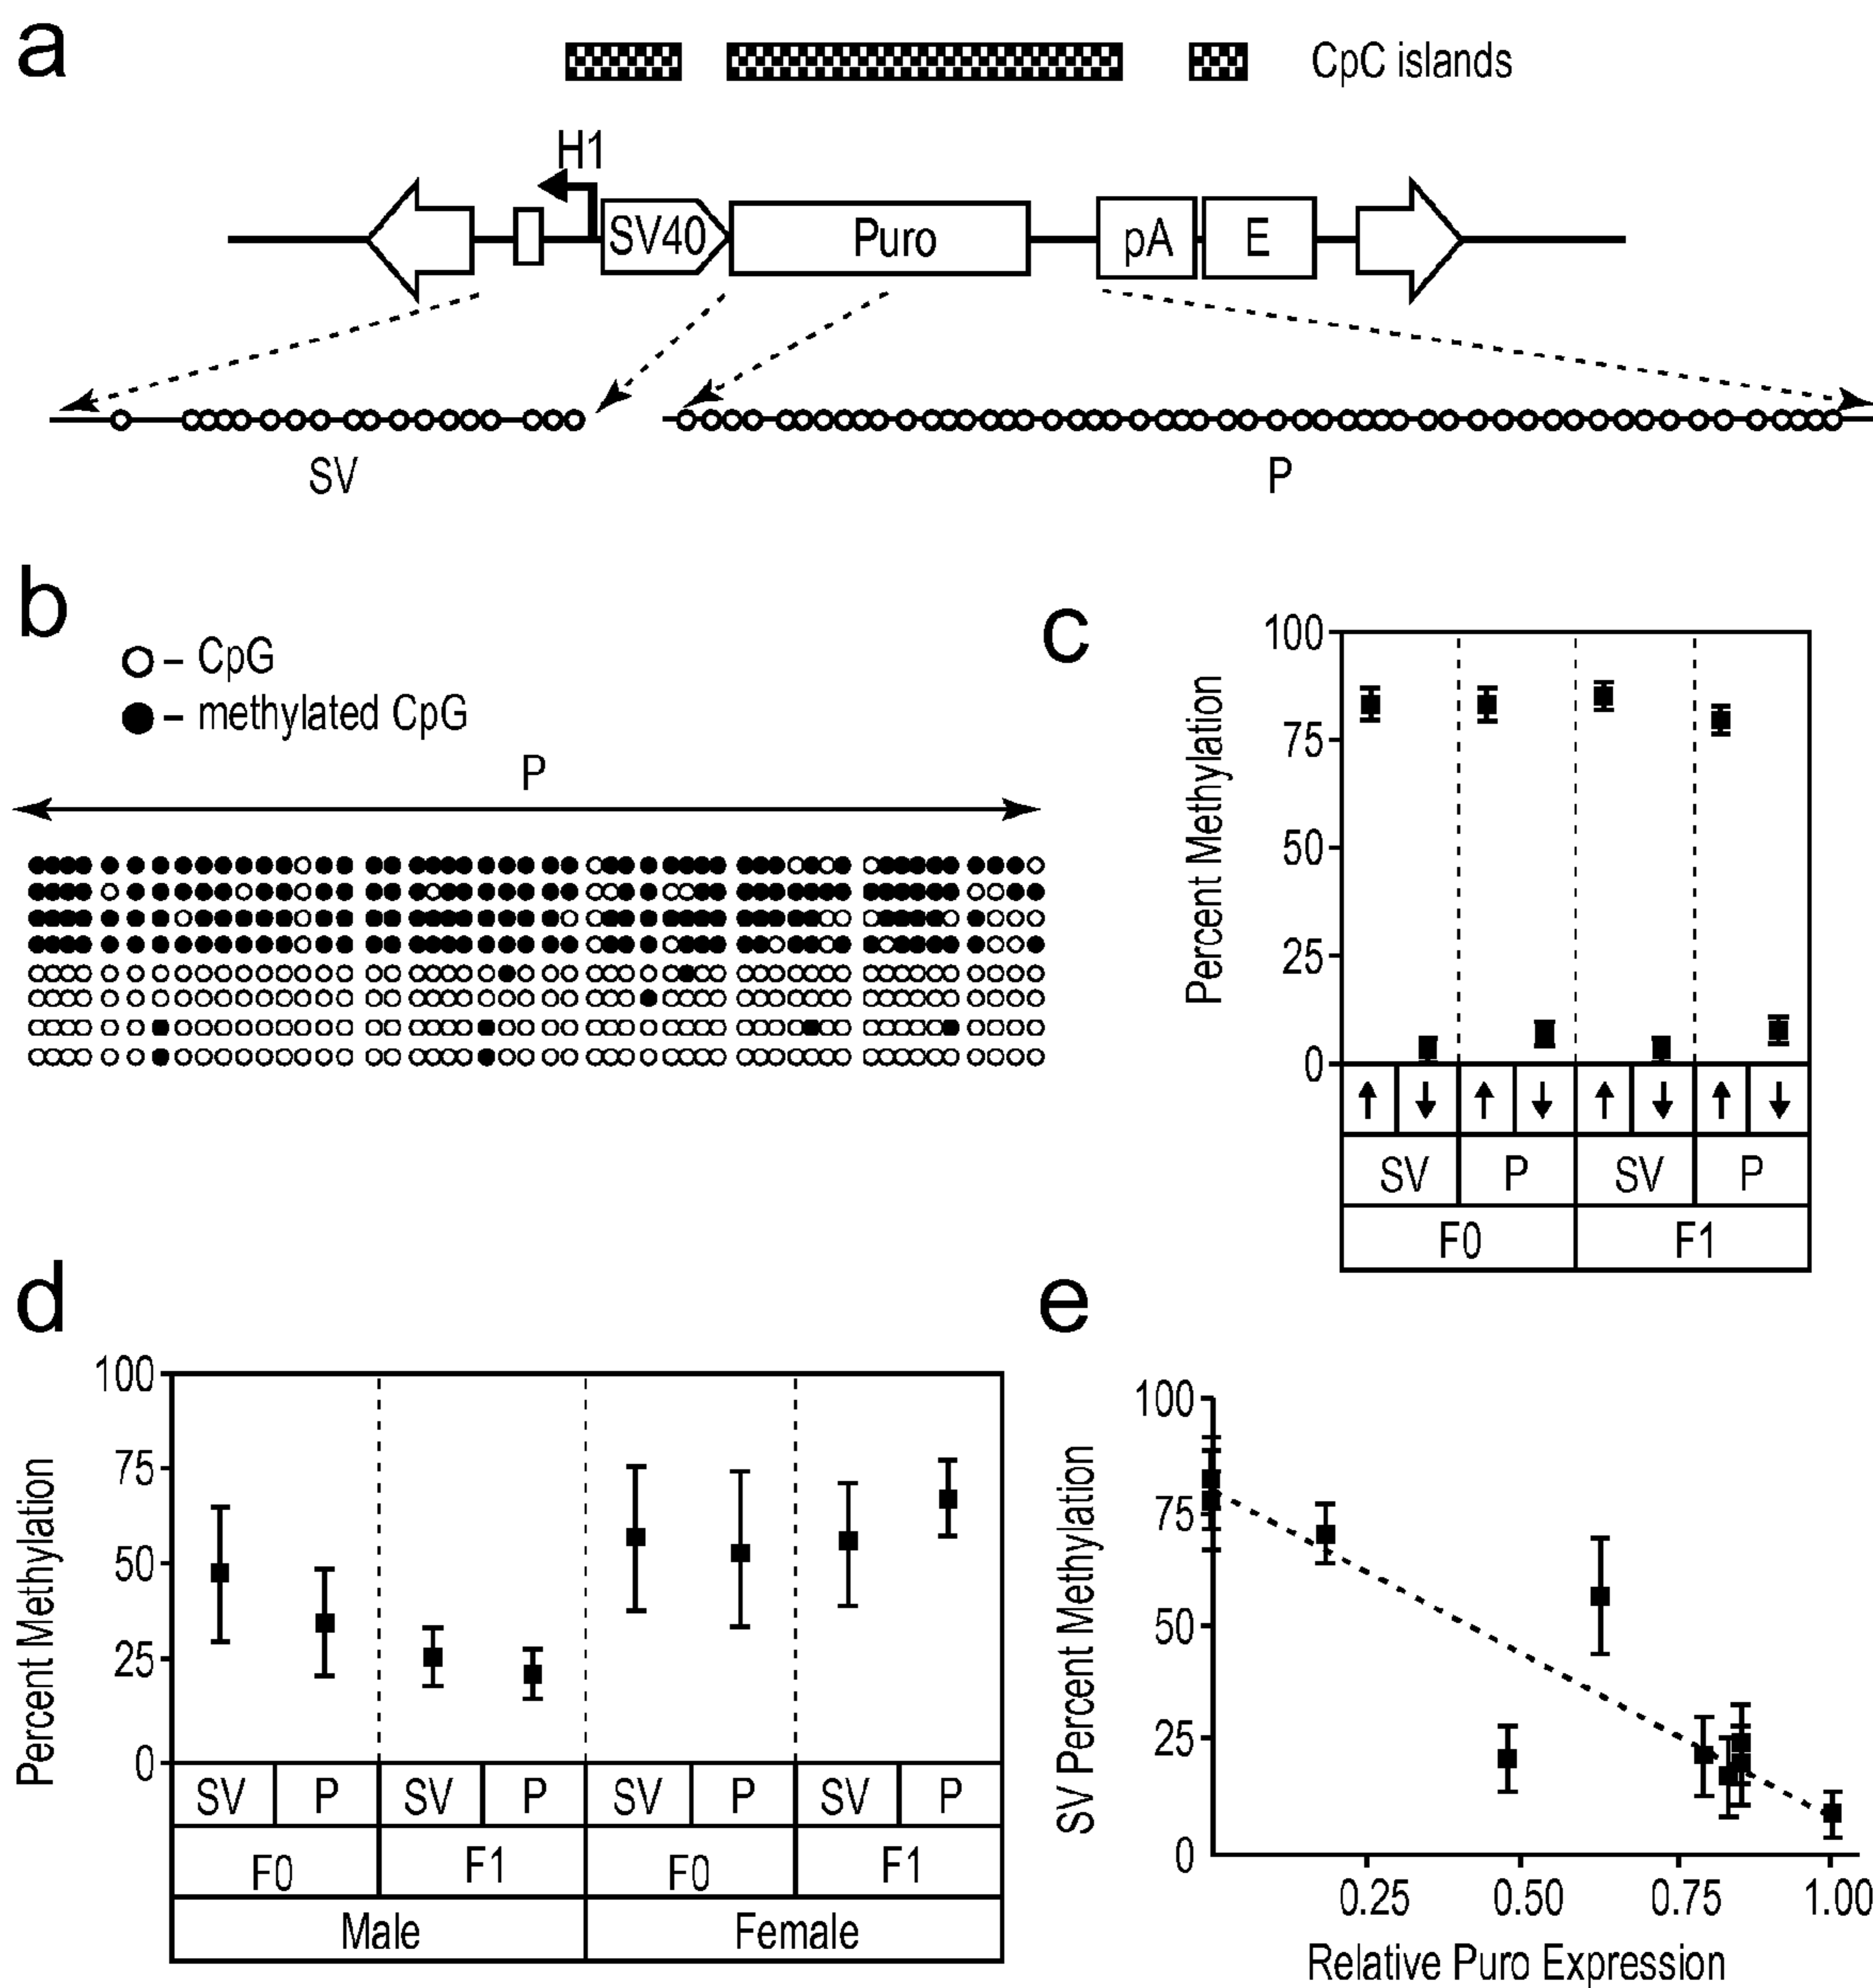 a
CpC islands
H1
SV40
Puro
pA
E
SV
P
b
– CpG
– methylated CpG
P
c
Percent Methylation
100
75
50
25
0
↑ ↓ ↑ ↓ ↑ ↓ ↑ ↓
SV P SV P
F0 F1
d
Percent Methylation
100
75
50
25
0
SV P SV P SV P SV P
F0 F1 F0 F1
Male Female
e
SV Percent Methylation
100
75
50
25
0
0.25 0.50 0.75 1.00
Relative Puro Expression